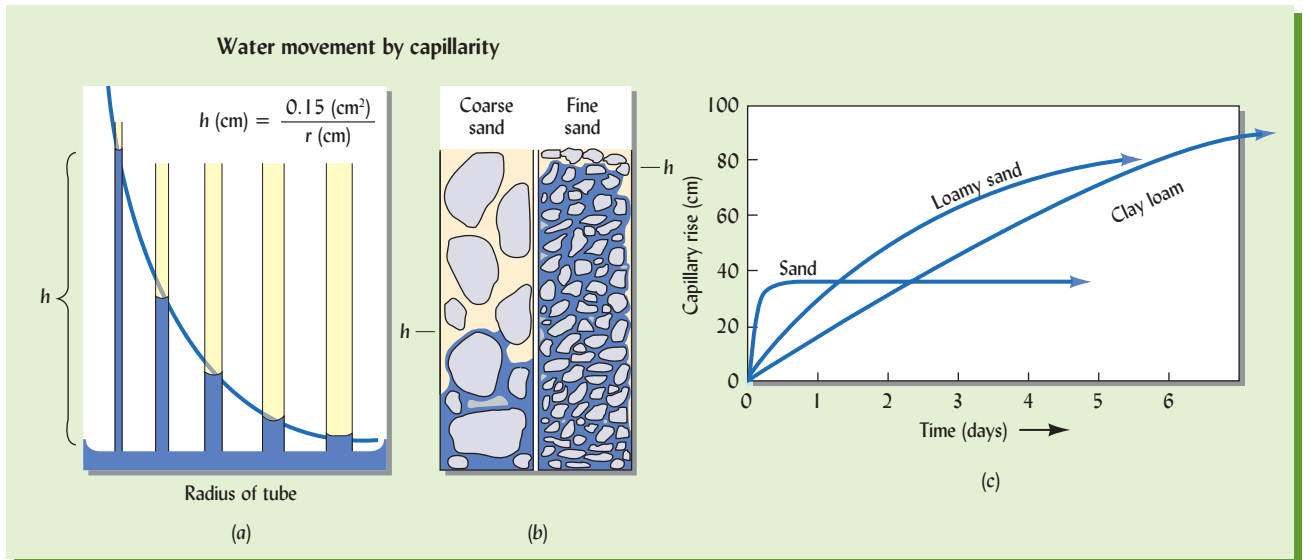 Water movement by capillarity
h (cm) = 0.15 (cm²) / r (cm)
h
Radius of tube
(a)
Coarse sand
Fine sand
h
h
(b)
100
80
60
40
20
0
Capillary rise (cm)
Loamy sand
Clay loam
Sand
0 1 2 3 4 5 6
Time (days)
(c)